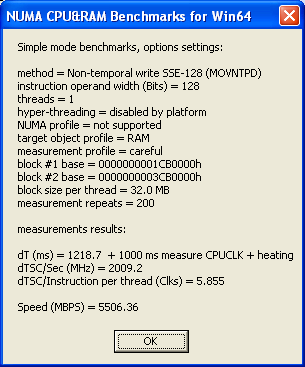 NUMA CPU&RAM Benchmarks for Win64
Simple mode benchmarks, options settings:
method = Non-temporal write SSE-128 (MOVNTPD)
instruction operand width (Bits) = 128
threads = 1
hyper-threading = disabled by platform
NUMA profile = not supported
target object profile = RAM
measurement profile = careful
block #1 base = 0000000001CB0000h
block #2 base = 0000000003CB0000h
block size per thread = 32.0 MB
measurement repeats = 200
measurements results:
dT (ms) = 1218.7  + 1000 ms measure CPUCLK + heating
dTSC/Sec (MHz) = 2009.2
dTSC/Instruction per thread (Clks) = 5.855
Speed (MBPS) = 5506.36
OK